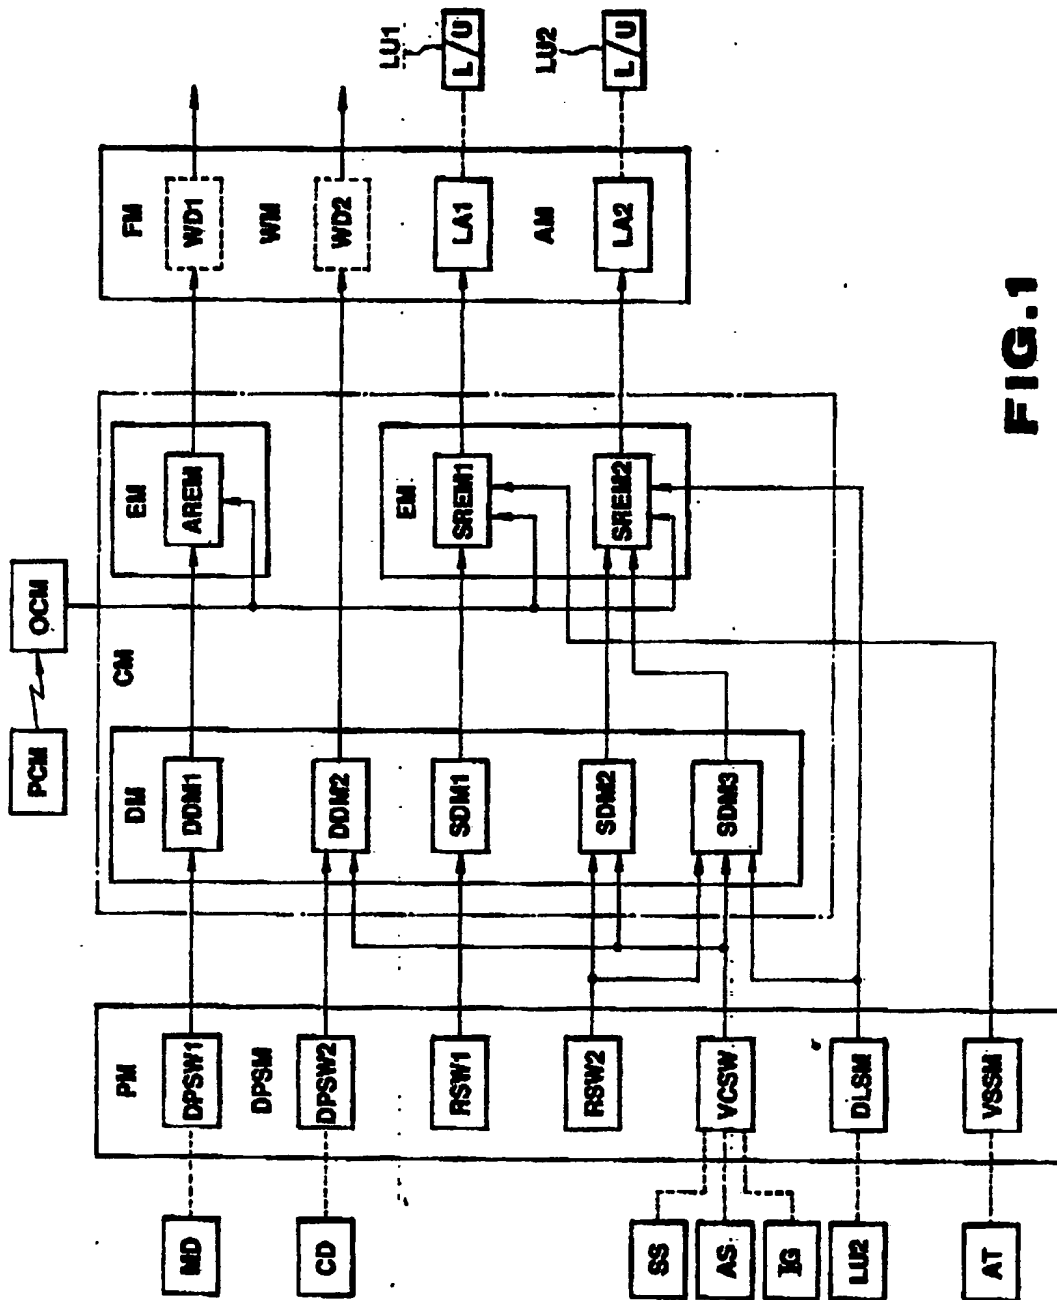 PCM
OCM
LU1
L/U
LU2
L/U
FM
WD1
WM
WD2
LA1
AM
LA2
EM
AREM
EM
SREM1
SREM2
CM
DM
DDM1
DDM2
SDM1
SDM2
SDM3
PM
DPSW1
DPSM
DPSW2
RSW1
RSW2
VCSW
DLSM
VSSM
MD
CD
SS
AS
IG
LU2
AT
FIG.1